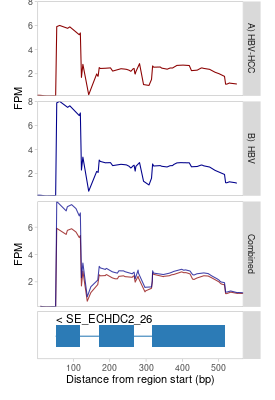 8
6
4
2
FPM
A) HBV-HCC
8
6
4
2
B) HBV
6
4
2
FPM
Combined
< SE_ECHDC2_26
100 200 300 400 500
Distance from region start (bp)